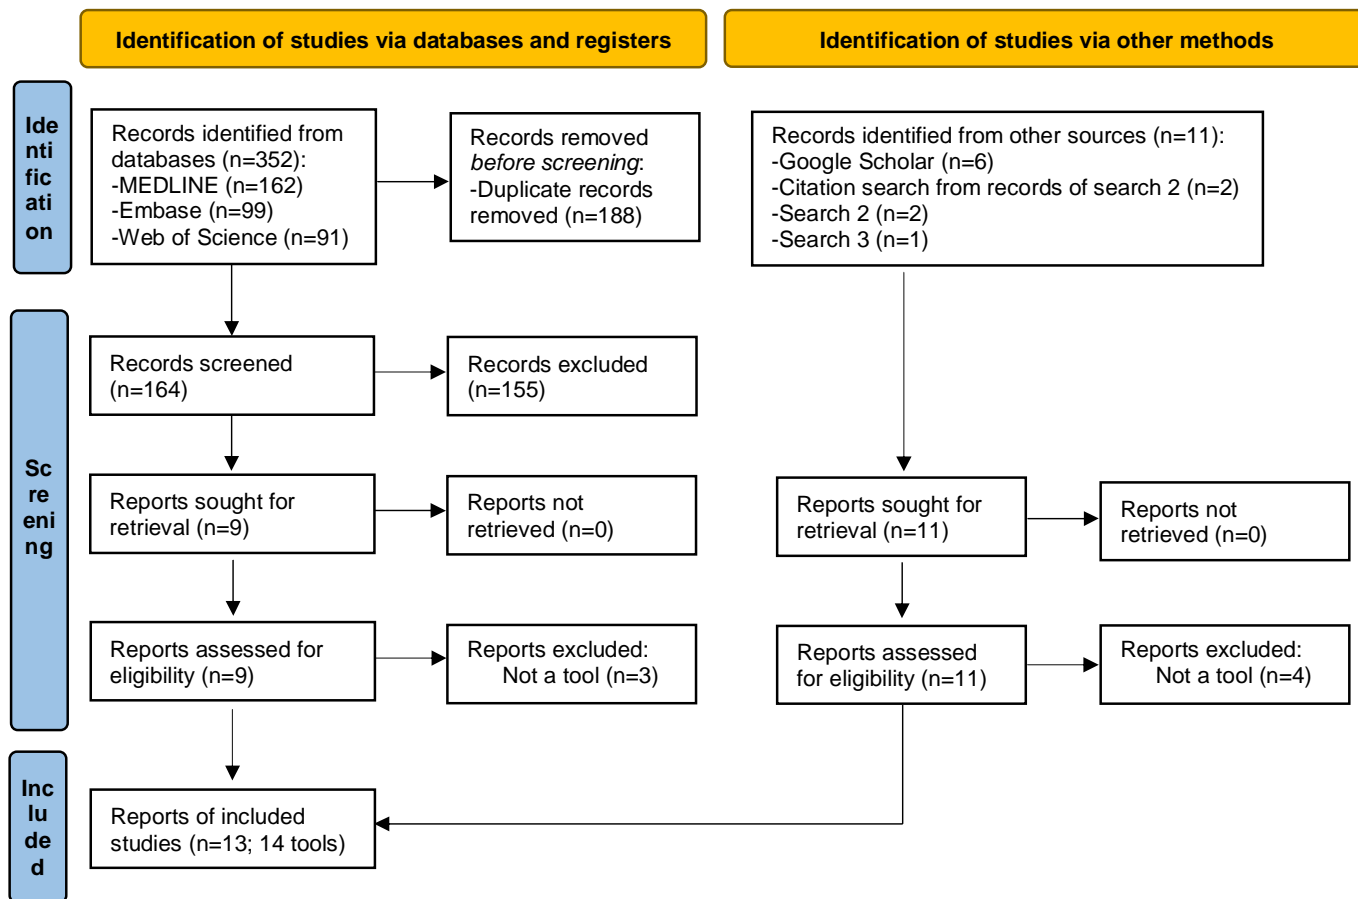 Identification of studies via databases and registers
Identification of studies via other methods
Ide
ntif
fic
ati
on
Records identified from
databases (n=352):
-MEDLINE (n=162)
-Embase (n=99)
-Web of Science (n=91)
Records removed
before screening:
-Duplicate records
removed (n=188)
Records identified from other sources (n=11):
-Google Scholar (n=6)
-Citation search from records of search 2 (n=2)
-Search 2 (n=2)
-Search 3 (n=1)
Sc
re
eni
ng
Records screened
(n=164)
Records excluded
(n=155)
Reports sought for
retrieval (n=9)
Reports not
retrieved (n=0)
Reports sought for
retrieval (n=11)
Reports not
retrieved (n=0)
Reports assessed for
eligibility (n=9)
Reports excluded:
Not a tool (n=3)
Reports assessed
for eligibility (n=11)
Reports excluded:
Not a tool (n=4)
Inc
lu
de
d
Reports of included
studies (n=13; 14 tools)